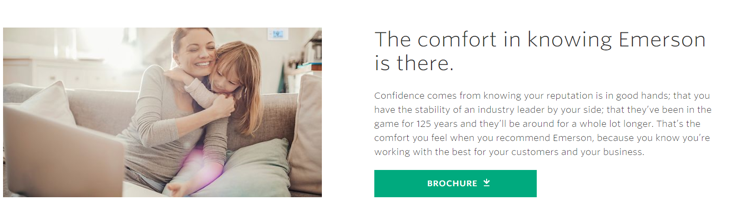 The comfort in knowing Emerson
is there.
Confidence comes from knowing your reputation is in good hands; that you
have the stability of an industry leader by your side; that they've been in the
game for 125 years and they'll be around for a whole lot longer. That's the
comfort you feel when you recommend Emerson, because you know you're
working with the best for your customers and your business.
BROCHURE